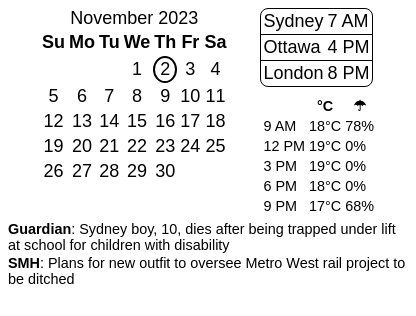 November 2023
Su Mo Tu We Th Fr Sa
1 2 3 4
5 6 7 8 9 10 11
12 13 14 15 16 17 18
19 20 21 22 23 24 25
26 27 28 29 30
Sydney 7 AM
Ottawa 4 PM
London 8 PM
°C ☂
9 AM 18°C 78%
12 PM 19°C 0%
3 PM 19°C 0%
6 PM 18°C 0%
9 PM 17°C 68%
Guardian: Sydney boy, 10, dies after being trapped under lift
at school for children with disability
SMH: Plans for new outfit to oversee Metro West rail project to
be ditched